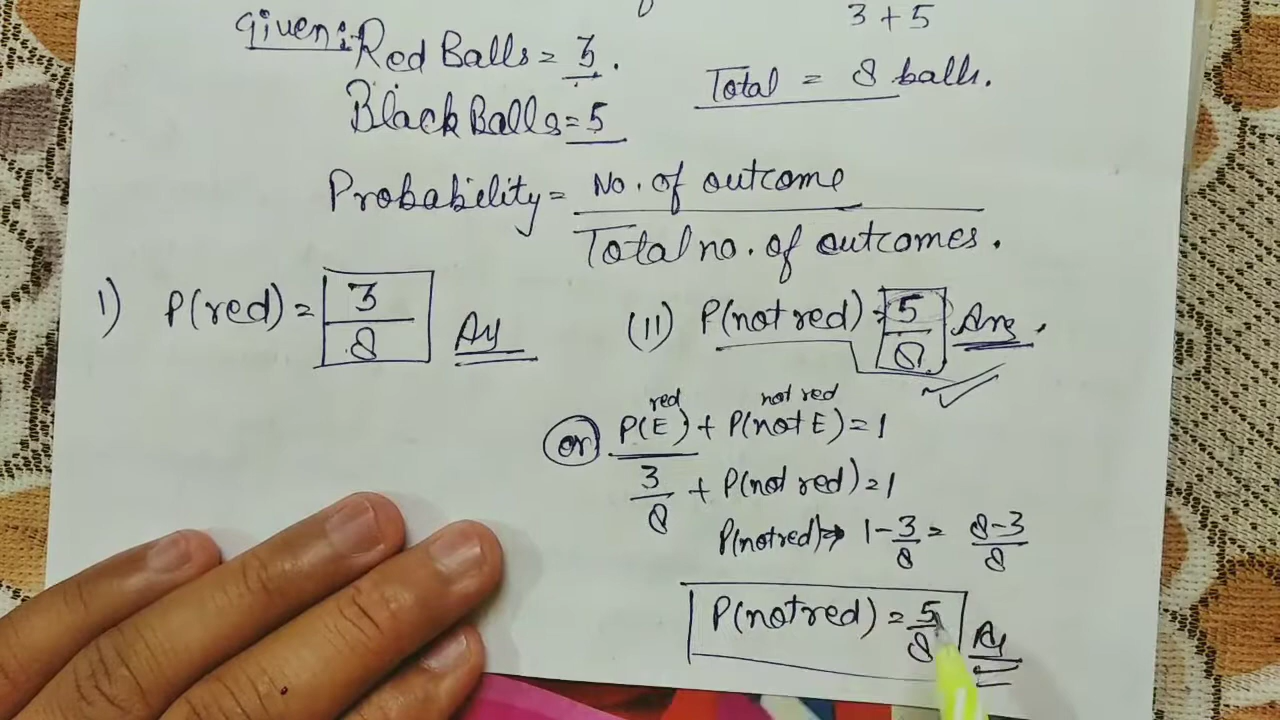 3 + 5
Given:
Red Balls = 3.
Total = 8 balls.
Black Balls = 5
Probability = No. of outcome
Total no. of outcomes.
1) P(red) = 3/8 Ans
(11) P(not red) = 5/8 Ans.
red not red
or P(E) + P(not E) = 1
3/8 + P(not red) = 1
P(not red) ⇒ 1 - 3/8 = 8-3/8
P(not red) = 5/8 Ans